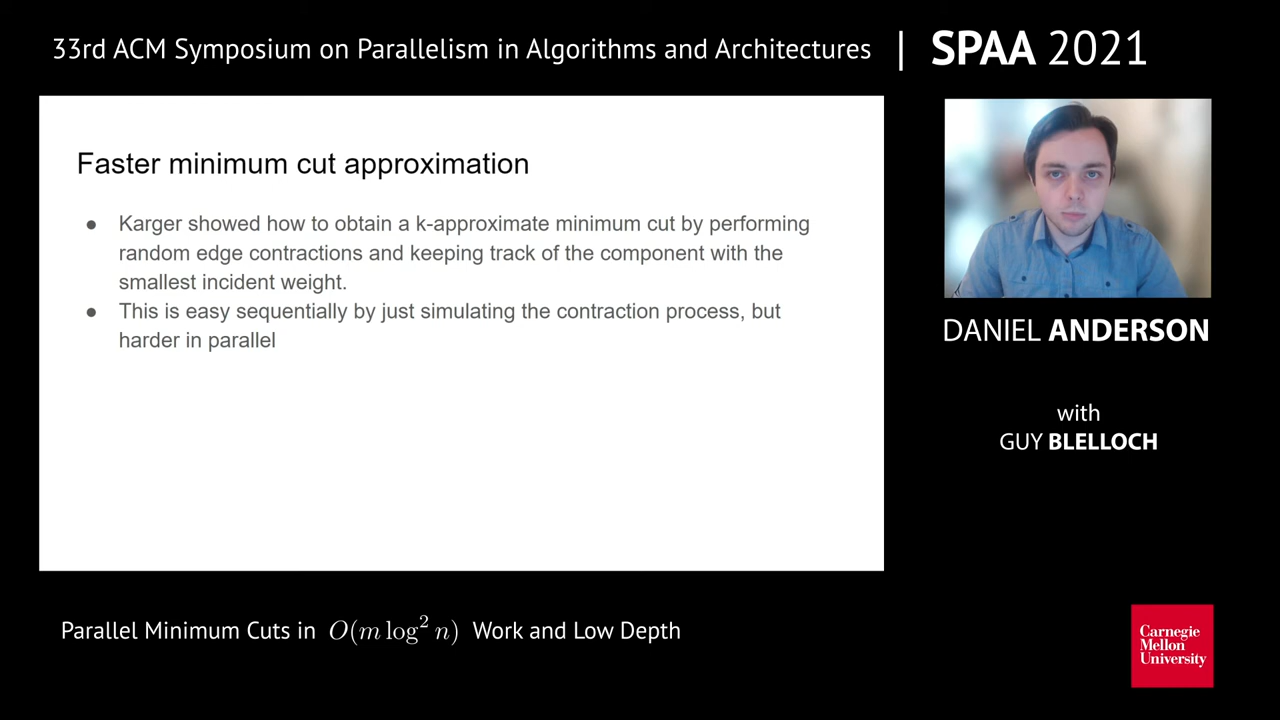 33rd ACM Symposium on Parallelism in Algorithms and Architectures | SPAA 2021
Faster minimum cut approximation
● Karger showed how to obtain a k-approximate minimum cut by performing
random edge contractions and keeping track of the component with the
smallest incident weight.
● This is easy sequentially by just simulating the contraction process, but
harder in parallel
DANIEL ANDERSON
with
GUY BLELLOCH
Parallel Minimum Cuts in O(m log² n) Work and Low Depth
Carnegie
Mellon
University